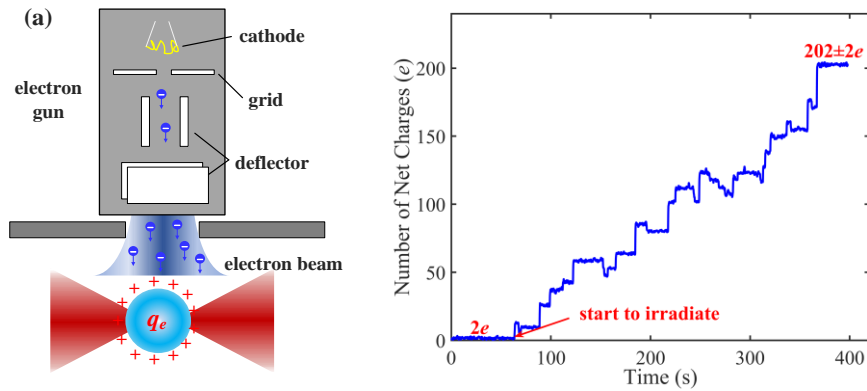 (a)
cathode
grid
electron
gun
deflector
electron beam
+ + + + + + + + + + + + + +
qₑ
Number of Net Charges (e)
200
150
100
50
0
0 100 200 300 400
Time (s)
2e
start to irradiate
202±2e